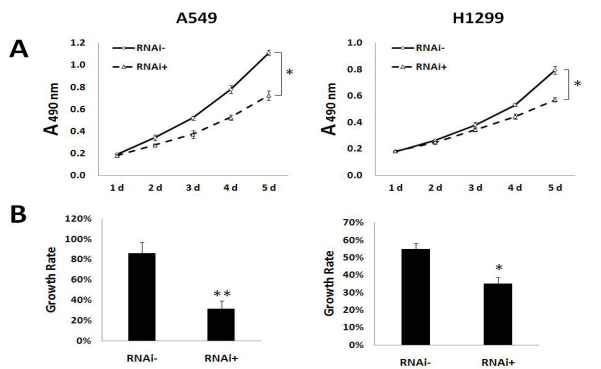 A549
H1299
A
1.2
1.0
0.8
0.6
0.4
0.2
0.0
A 490 nm
RNAi-
RNAi+
*
1 d 2 d 3 d 4 d 5 d
1.0
0.8
0.6
0.4
0.2
0.0
A 490 nm
RNAi-
RNAi+
*
1 d 2 d 3 d 4 d 5 d
B
120%
100%
80%
60%
40%
20%
0%
Growth Rate
**
RNAi- RNAi+
70%
60%
50%
40%
30%
20%
10%
0%
Growth Rate
*
RNAi- RNAi+